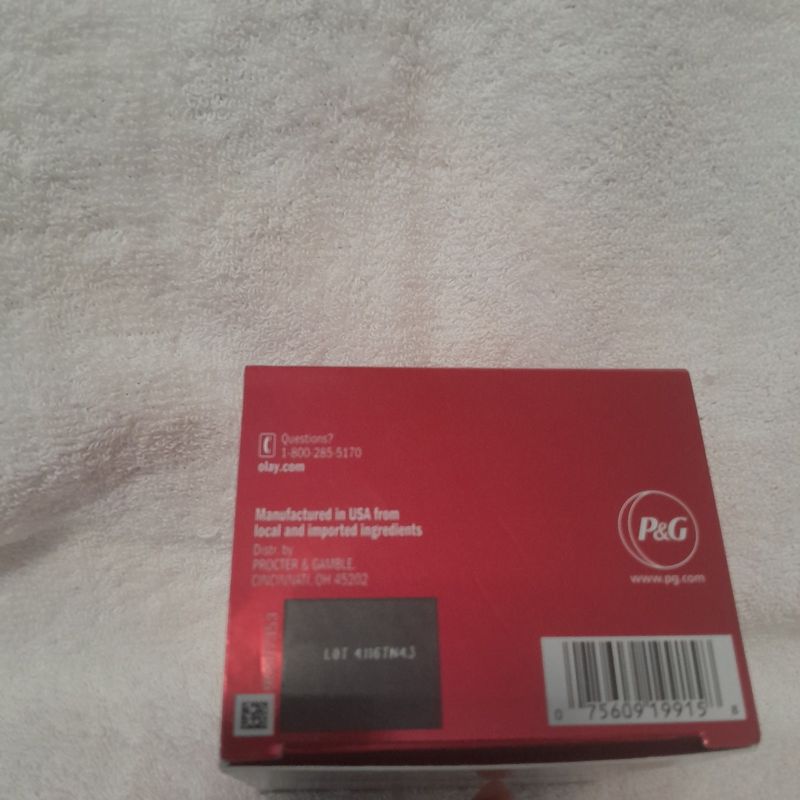 Questions?
1-800-285-5170
olay.com
Manufactured in USA from
local and imported ingredients
Distr. by
PROCTER & GAMBLE,
CINCINNATI, OH 45202
P&G
www.pg.com
LOT 4116TN43
0 75609 19915 8